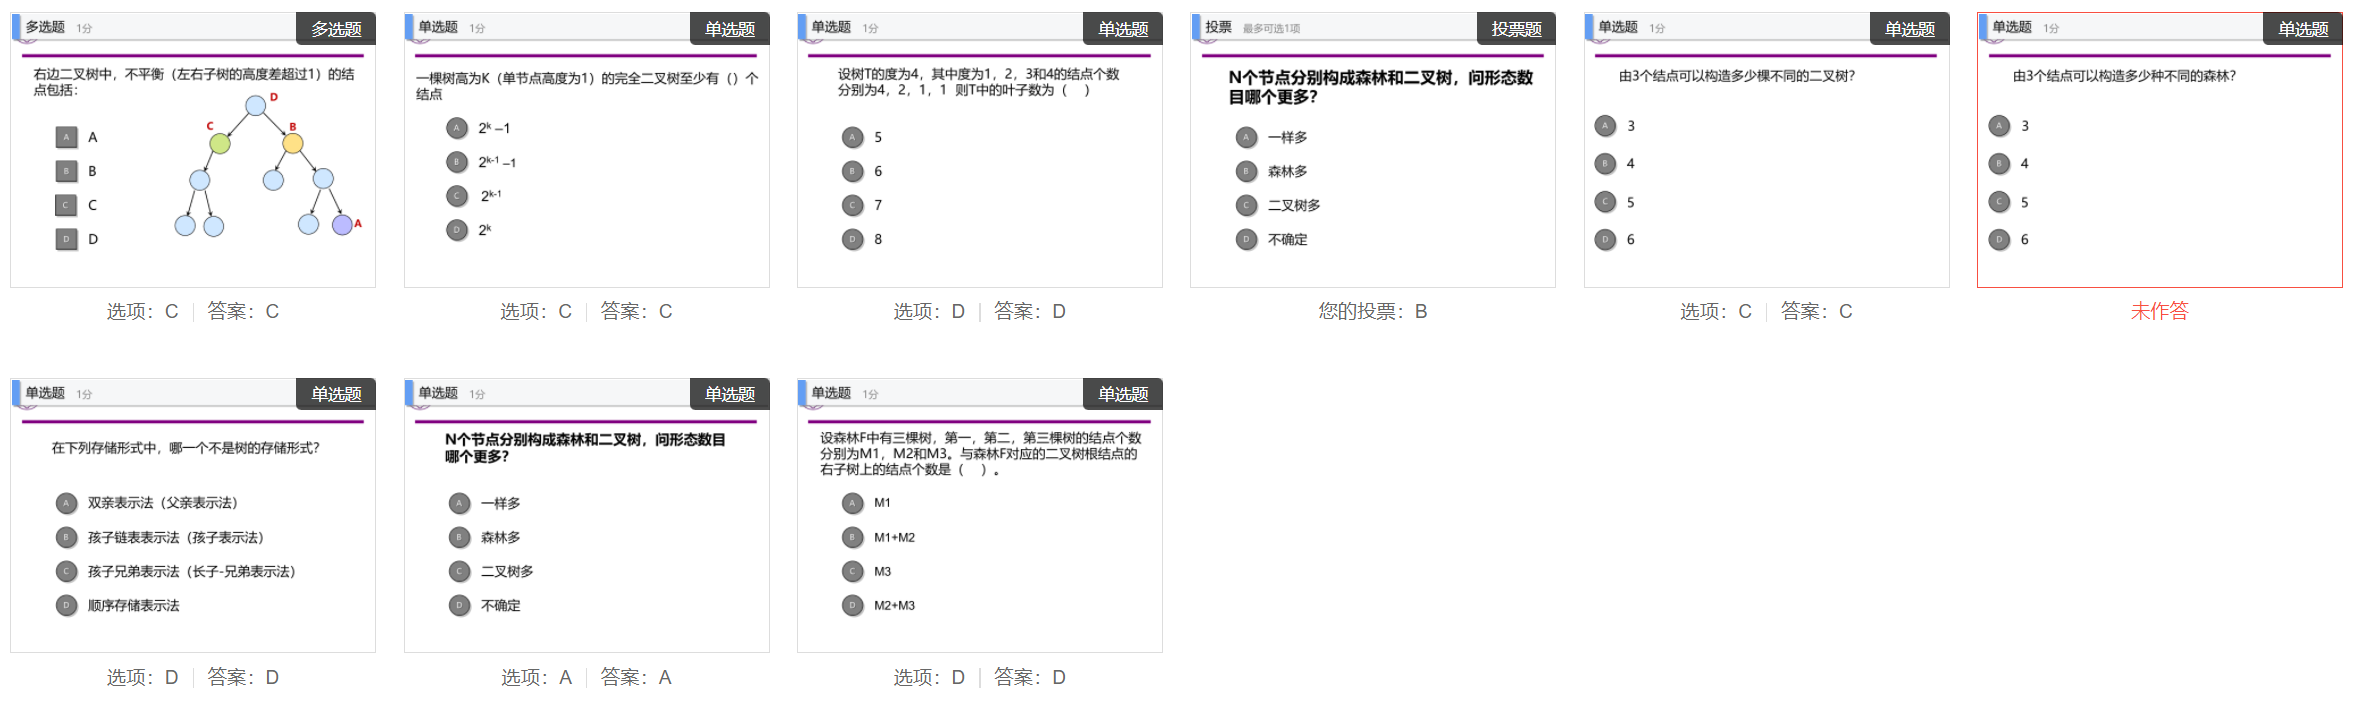 多选题 1分 多选题
右边二叉树中，不平衡（左右子树的高度差超过1）的结
点包括：
D
C
B
A
A A
B B
C C
D D
选项：C 答案：C
单选题 1分 单选题
一棵树高为K（单节点高度为1）的完全二叉树至少有（）个
结点
A 2ᵏ –1
B 2ᵏ⁻¹ –1
C 2ᵏ⁻¹
D 2ᵏ
选项：C 答案：C
单选题 1分 单选题
设树T的度为4，其中度为1，2，3和4的结点个数
分别为4，2，1，1 则T中的叶子数为（ ）
A 5
B 6
C 7
D 8
选项：D 答案：D
投票 最多可选1项 投票题
N个节点分别构成森林和二叉树，问形态数
目哪个更多？
A 一样多
B 森林多
C 二叉树多
D 不确定
您的投票：B
单选题 1分 单选题
由3个结点可以构造多少棵不同的二叉树？
A 3
B 4
C 5
D 6
选项：C 答案：C
单选题 1分 单选题
由3个结点可以构造多少种不同的森林？
A 3
B 4
C 5
D 6
未作答
单选题 1分 单选题
在下列存储形式中，哪一个不是树的存储形式？
A 双亲表示法（父亲表示法）
B 孩子链表表示法（孩子表示法）
C 孩子兄弟表示法（长子-兄弟表示法）
D 顺序存储表示法
选项：D 答案：D
单选题 1分 单选题
N个节点分别构成森林和二叉树，问形态数目
哪个更多？
A 一样多
B 森林多
C 二叉树多
D 不确定
选项：A 答案：A
单选题 1分 单选题
设森林F中有三棵树，第一，第二，第三棵树的结点个数
分别为M1，M2和M3。与森林F对应的二叉树根结点的
右子树上的结点个数是（ ）。
A M1
B M1+M2
C M3
D M2+M3
选项：D 答案：D